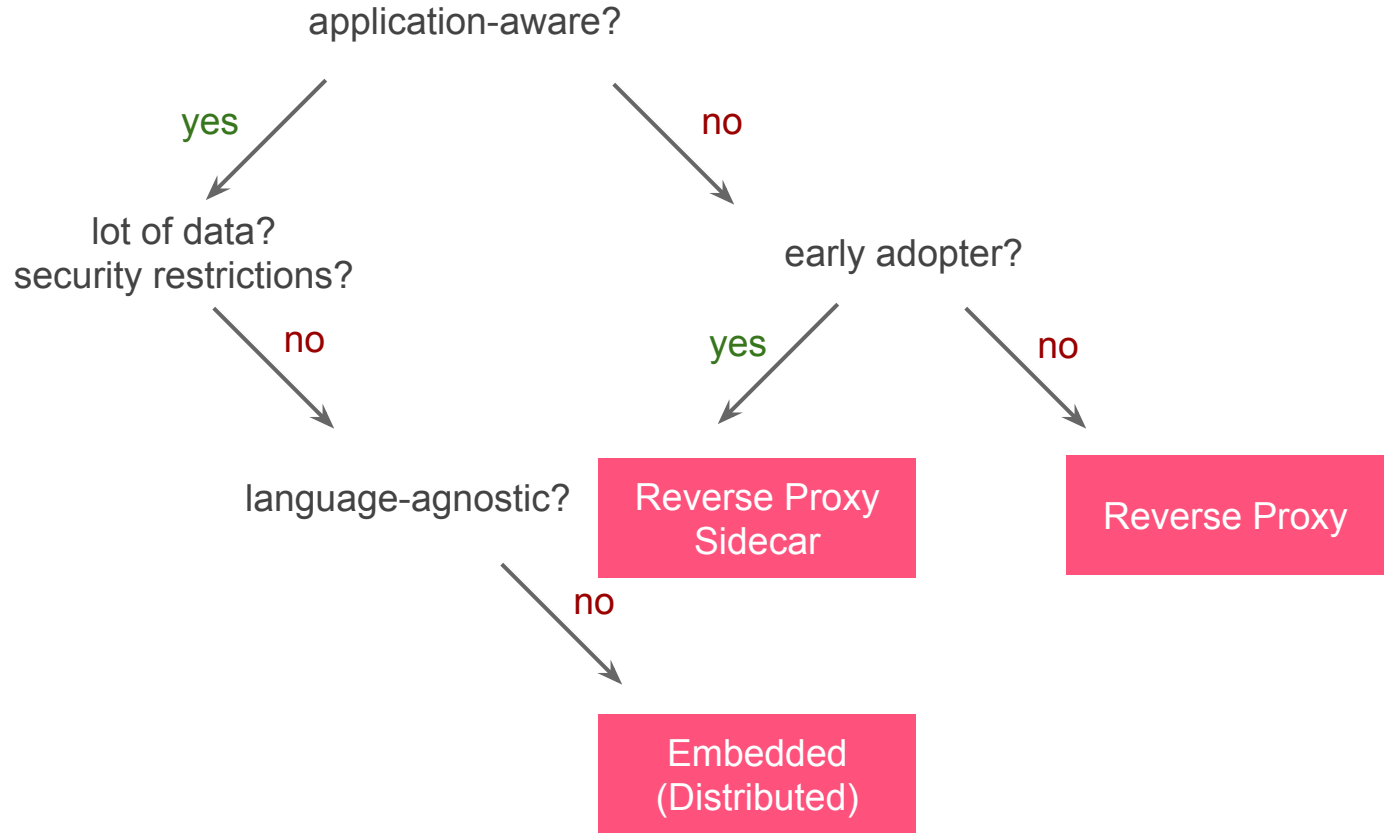 application-aware?
yes
no
lot of data?
security restrictions?
early adopter?
no
yes
no
language-agnostic?
Reverse Proxy
Sidecar
Reverse Proxy
no
Embedded
(Distributed)